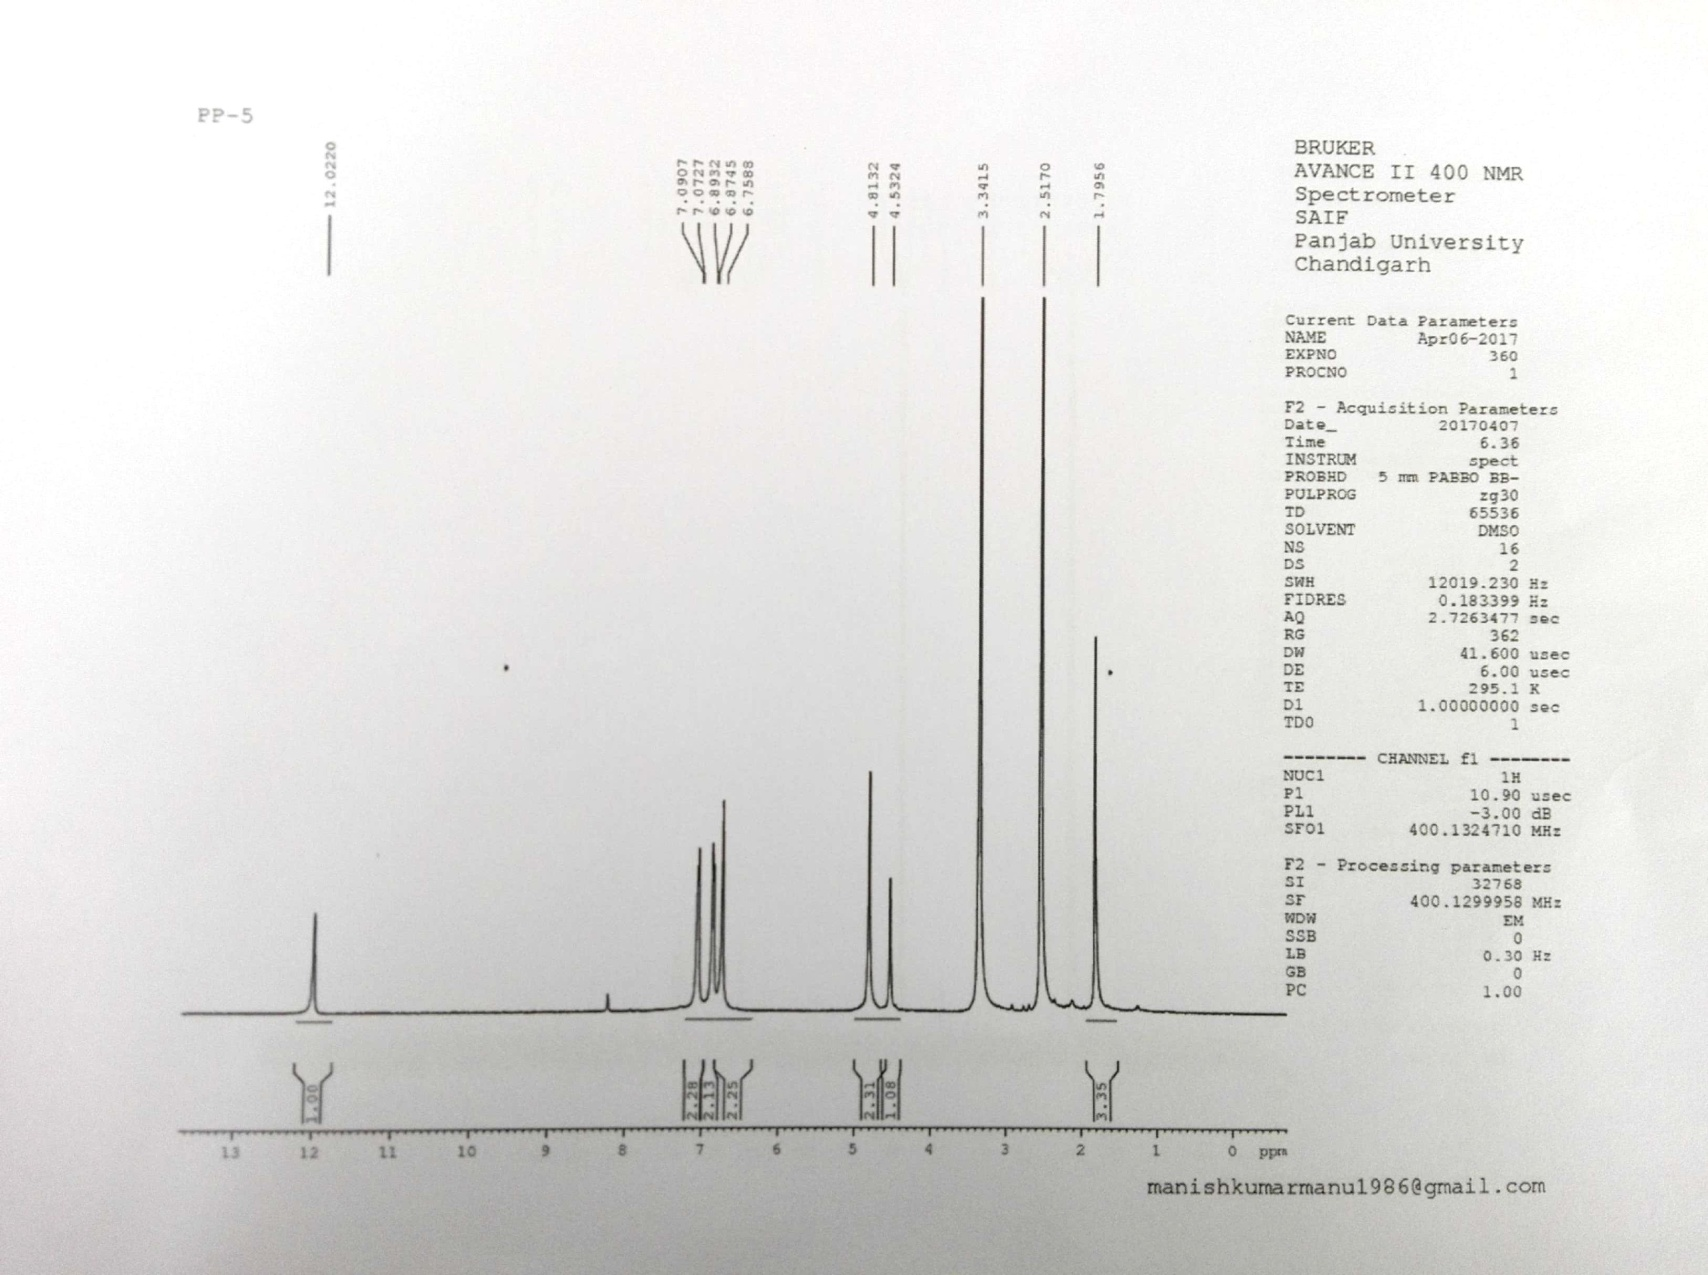 PP-5
12.0220
7.0907
7.0727
6.8932
6.8745
6.7588
4.8132
4.5324
3.3415
2.5170
1.7956
BRUKER
AVANCE II 400 NMR
Spectrometer
SAIF
Panjab University
Chandigarh
Current Data Parameters
NAME Apr06-2017
EXPNO 360
PROCNO 1
F2 - Acquisition Parameters
Date_ 20170407
Time 6.36
INSTRUM spect
PROBHD 5 mm PABBO BB-
PULPROG zg30
TD 65536
SOLVENT DMSO
NS 16
DS 2
SWH 12019.230 Hz
FIDRES 0.183399 Hz
AQ 2.7263477 sec
RG 362
DW 41.600 usec
DE 6.00 usec
TE 295.1 K
D1 1.00000000 sec
TD0 1
-------- CHANNEL f1 --------
NUC1 1H
P1 10.90 usec
PL1 -3.00 dB
SFO1 400.1324710 MHz
F2 - Processing parameters
SI 32768
SF 400.1299958 MHz
WDW EM
SSB 0
LB 0.30 Hz
GB 0
PC 1.00
1.00
2.28
2.13
2.25
2.31
1.08
3.35
13 12 11 10 9 8 7 6 5 4 3 2 1 0 ppm
manishkumarmanu1986@gmail.com